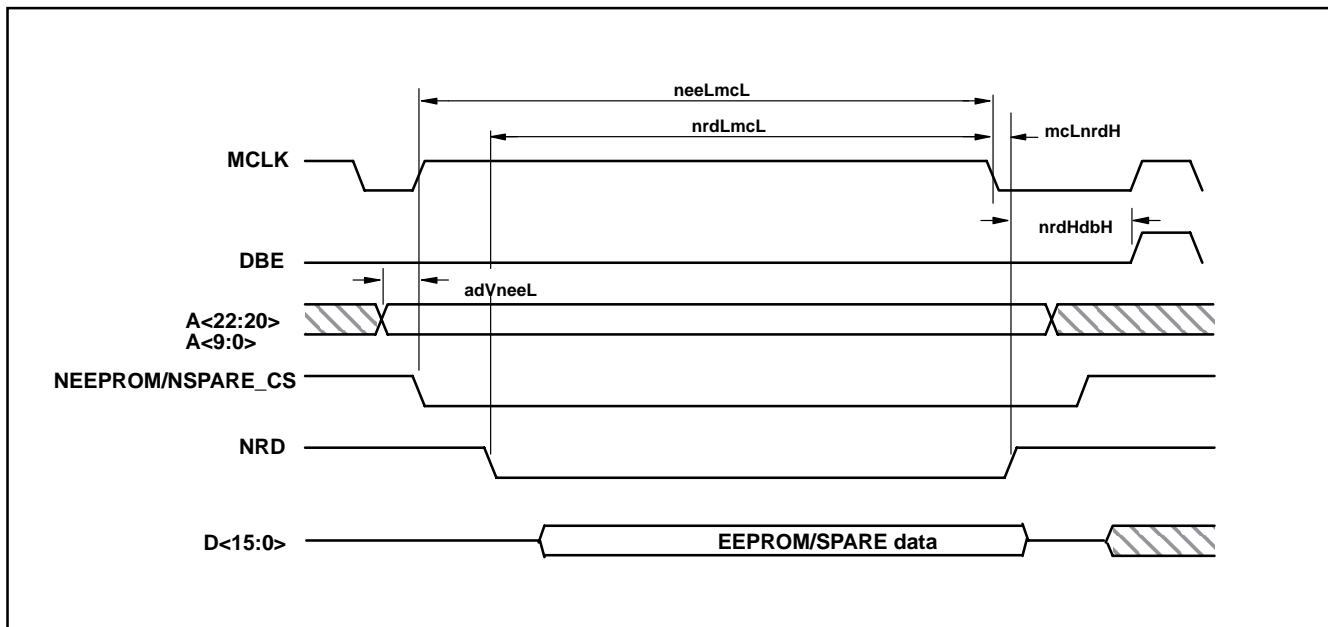 neeLmcL
nrdLmcL
mcLnrdH
MCLK
nrdHdbH
DBE
adVneeL
A<22:20>
A<9:0>
NEEPROM/NSPARE_CS
NRD
D<15:0>
EEPROM/SPARE data